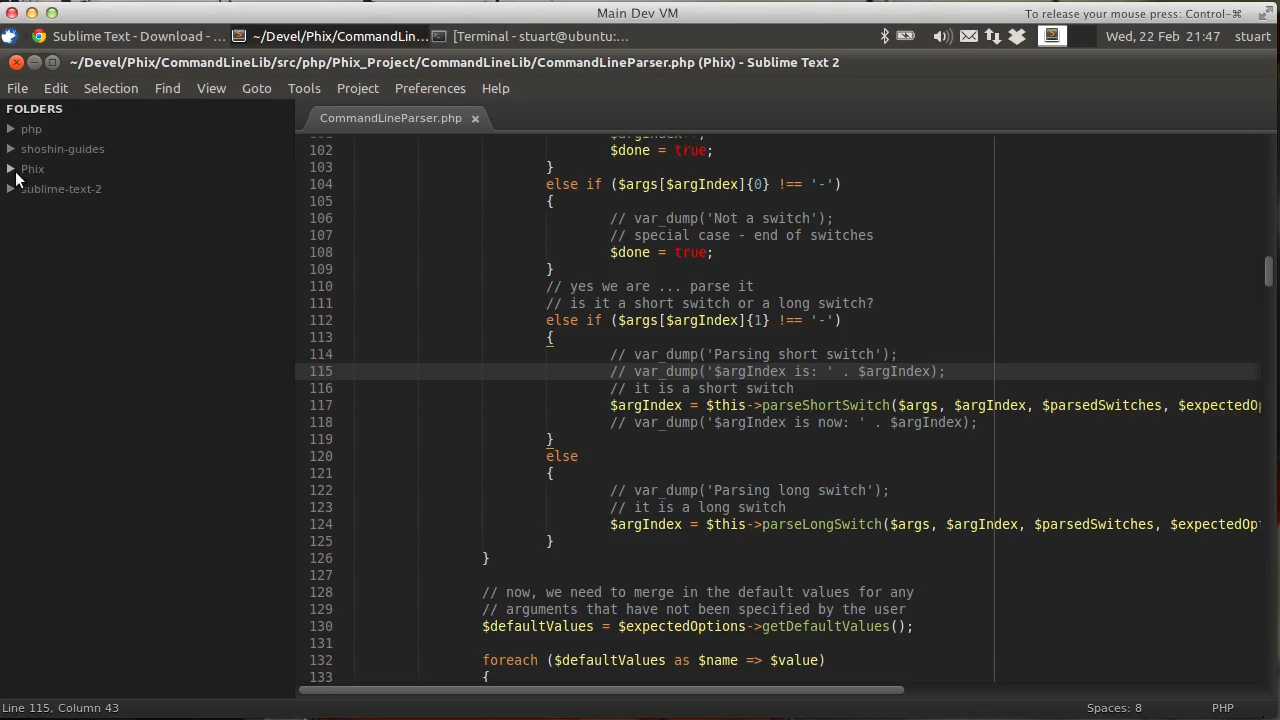 Main Dev VM
To release your mouse press: Control-⌘
Sublime Text - Download - ...
~/Devel/Phix/CommandLin...
[Terminal - stuart@ubuntu:...
Wed, 22 Feb 21:47
stuart
~/Devel/Phix/CommandLineLib/src/php/Phix_Project/CommandLineLib/CommandLineParser.php (Phix) - Sublime Text 2
File Edit Selection Find View Goto Tools Project Preferences Help
FOLDERS
php
shoshin-guides
Phix
sublime-text-2
CommandLineParser.php ×
101 $argIndex++;
102 $done = true;
103 }
104 else if ($args[$argIndex]{0} !== '-')
105 {
106 // var_dump('Not a switch');
107 // special case - end of switches
108 $done = true;
109 }
110 // yes we are ... parse it
111 // is it a short switch or a long switch?
112 else if ($args[$argIndex]{1} !== '-')
113 {
114 // var_dump('Parsing short switch');
115 // var_dump('$argIndex is: ' . $argIndex);
116 // it is a short switch
117 $argIndex = $this->parseShortSwitch($args, $argIndex, $parsedSwitches, $expectedOp
118 // var_dump('$argIndex is now: ' . $argIndex);
119 }
120 else
121 {
122 // var_dump('Parsing long switch');
123 // it is a long switch
124 $argIndex = $this->parseLongSwitch($args, $argIndex, $parsedSwitches, $expectedOpt
125 }
126 }
127
128 // now, we need to merge in the default values for any
129 // arguments that have not been specified by the user
130 $defaultValues = $expectedOptions->getDefaultValues();
131
132 foreach ($defaultValues as $name => $value)
133 {
Line 115, Column 43
Spaces: 8
PHP